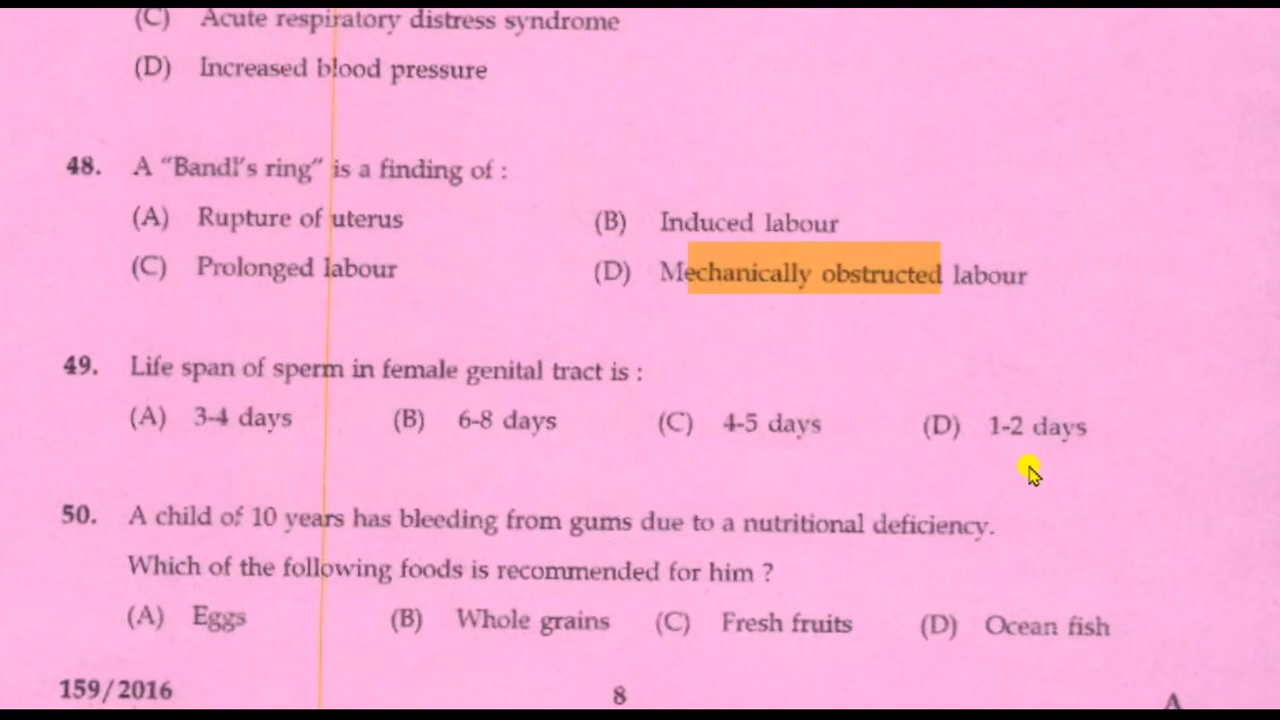 (C) Acute respiratory distress syndrome
(D) Increased blood pressure
48. A "Bandl's ring" is a finding of :
(A) Rupture of uterus (B) Induced labour
(C) Prolonged labour (D) Mechanically obstructed labour
49. Life span of sperm in female genital tract is :
(A) 3-4 days (B) 6-8 days (C) 4-5 days (D) 1-2 days
50. A child of 10 years has bleeding from gums due to a nutritional deficiency.
Which of the following foods is recommended for him ?
(A) Eggs (B) Whole grains (C) Fresh fruits (D) Ocean fish
159/2016 8 A